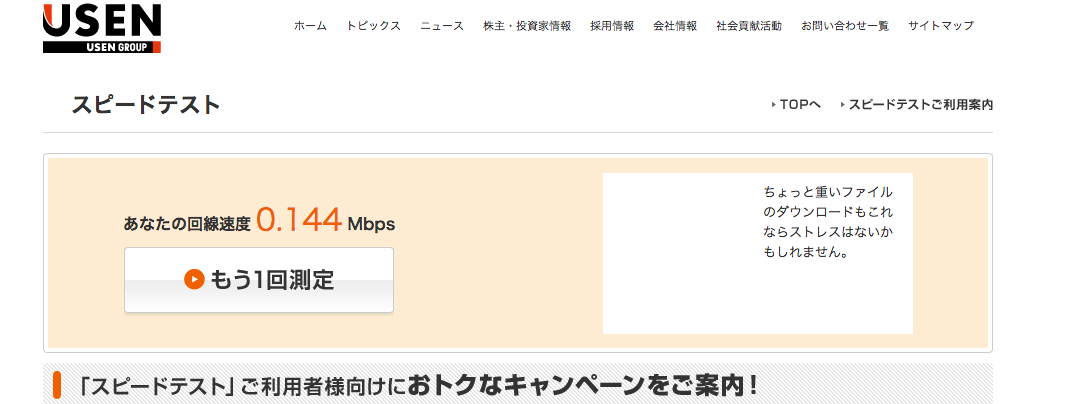 USEN
USEN GROUP
ホーム トピックス ニュース 株主・投資家情報 採用情報 会社情報 社会貢献活動 お問い合わせ一覧 サイトマップ
スピードテスト
TOPへ スピードテストご利用案内
あなたの回線速度 0.144 Mbps
もう1回測定
ちょっと重いファイル
のダウンロードもこれ
ならストレスはないか
もしれません。
「スピードテスト」ご利用者様向けにおトクなキャンペーンをご案内！